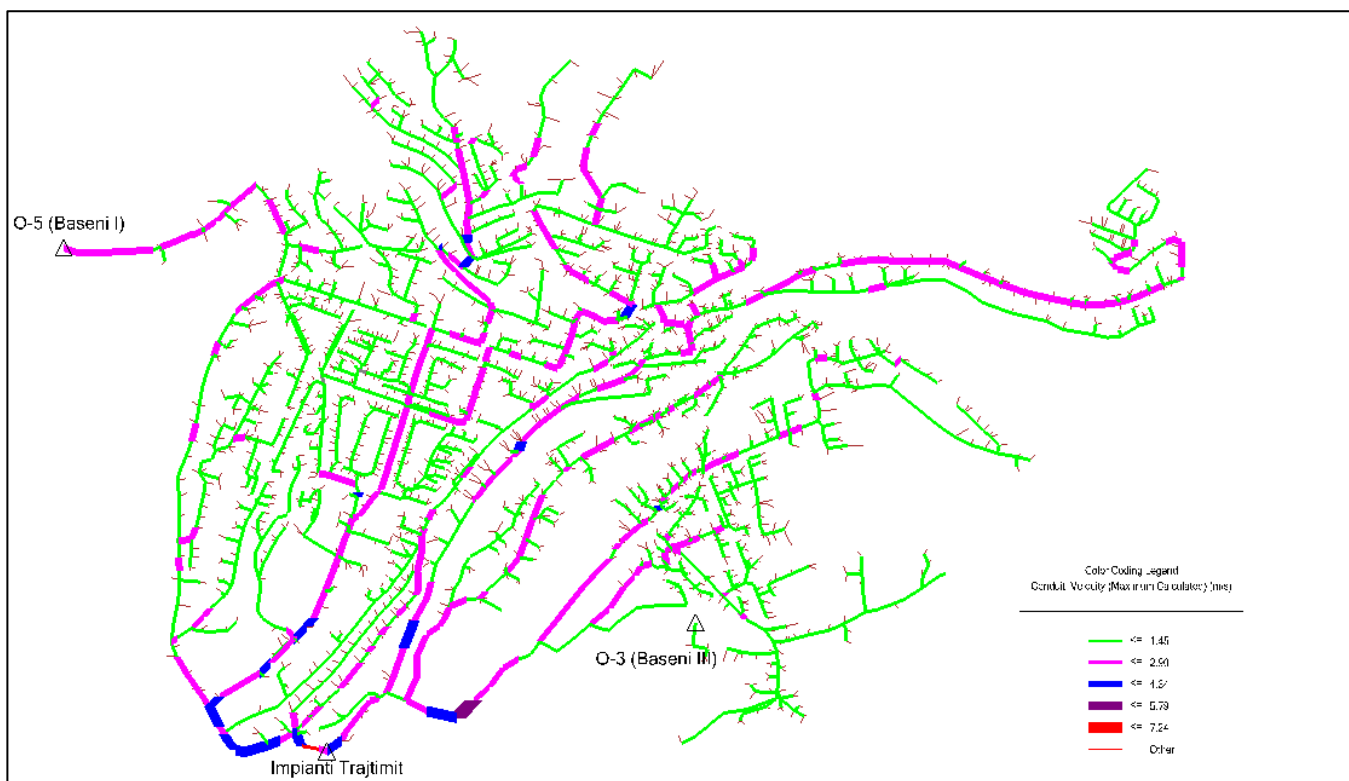 O-5 (Baseni I)
O-3 (Baseni III)
Impianti Trajtimit
Color Coding Legend
Conduit: Velocity (Maximum Calculated) (m/s)
<= 1.45
<= 2.90
<= 4.34
<= 5.79
<= 7.24
Other